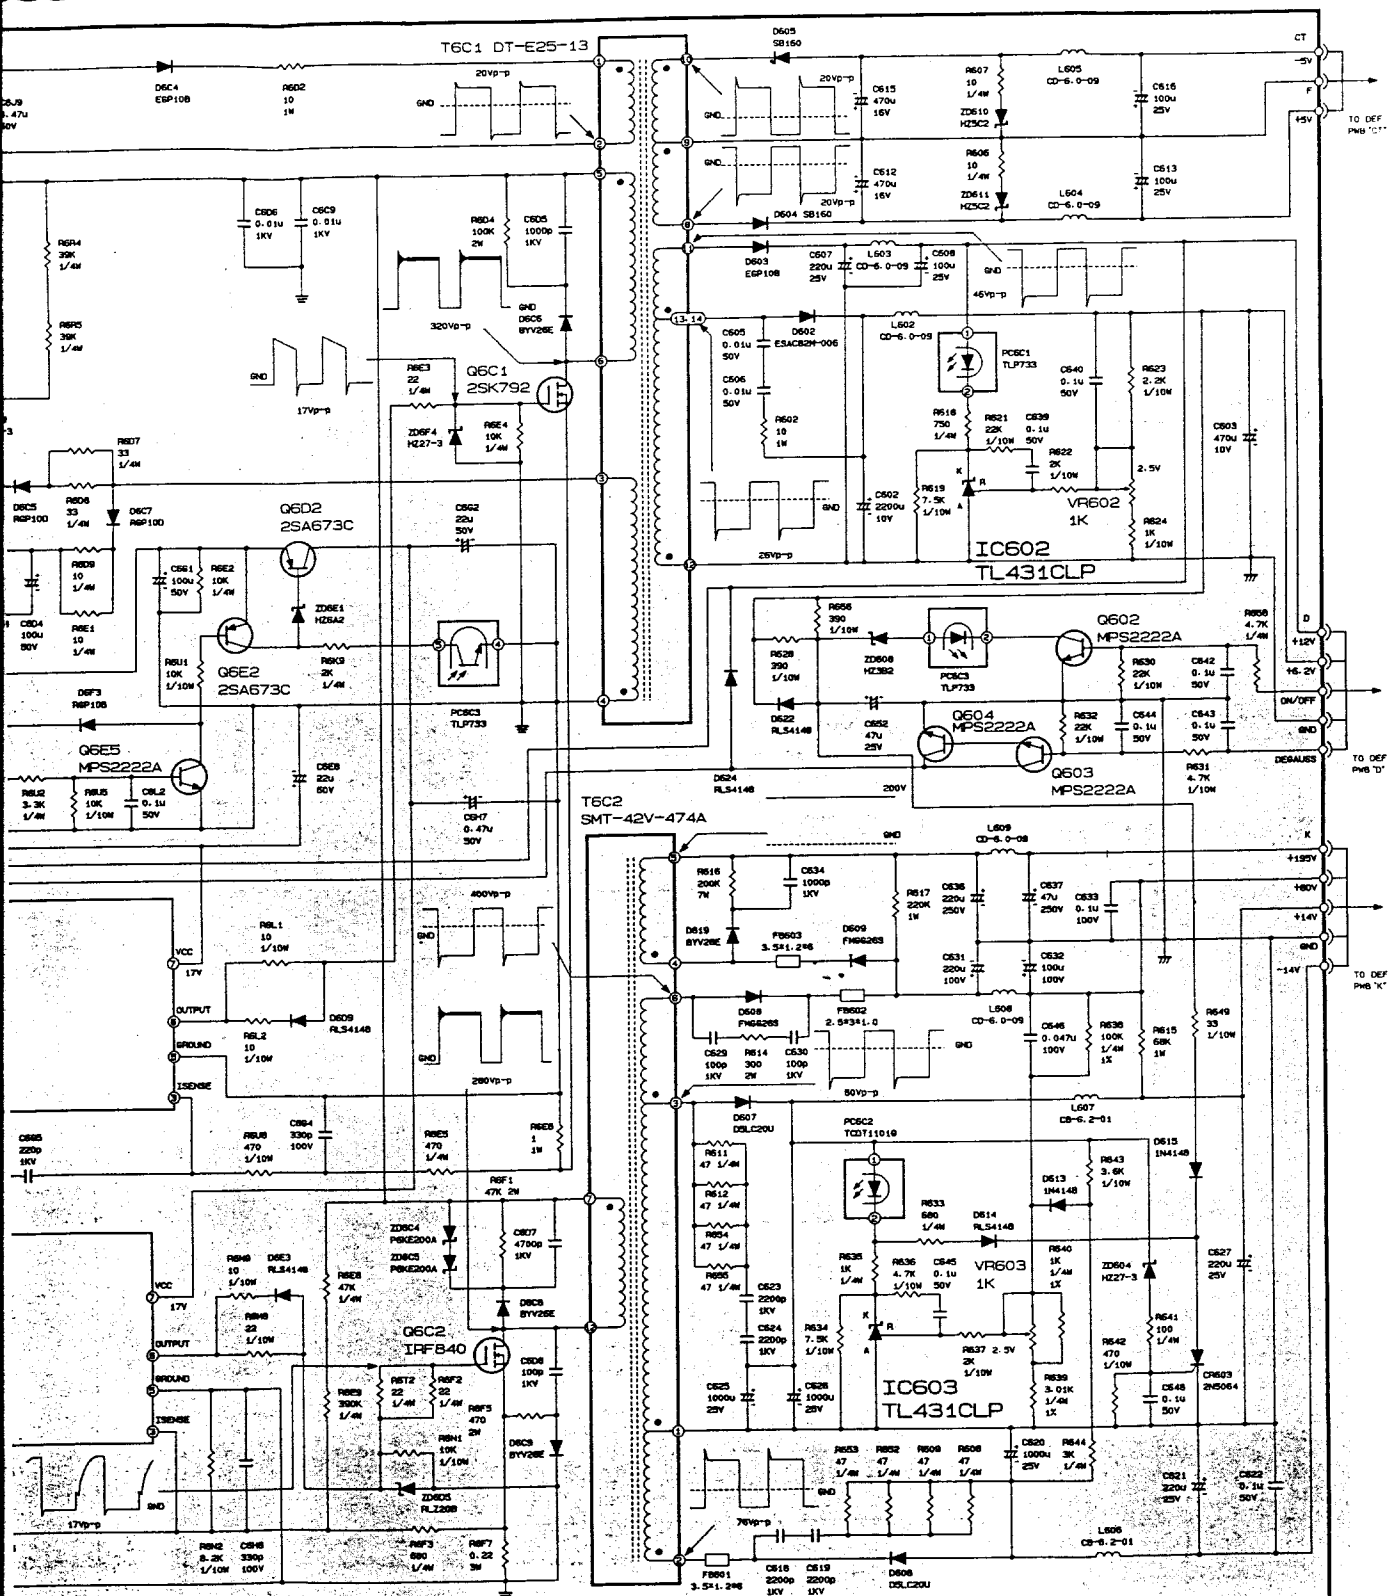 T6C1 DT-E25-13
D6C4
EGP10B
R6D2
10
1W
20Vp-p
GND
D605
SB160
20Vp-p
GND
C615
470u
16V
R607
10
1/4W
ZD610
HZ5C2
L605
CD-6.0-09
C616
100u
25V
CT
-5V
F
+5V
TO DEF
PWB "CT"
GND
20Vp-p
C612
470u
16V
R606
10
1/4W
ZD611
HZ5C2
L604
CD-6.0-09
C613
100u
25V
D604 SB160
C6D6
0.01u
1KV
C6C9
0.01u
1KV
R6R4
39K
1/4W
R6R5
39K
1/4W
R6D4
100K
2W
C6D5
1000p
1KV
GND
D6C6
BYV26E
320Vp-p
GND
17Vp-p
R6E3
22
1/4W
Q6C1
2SK792
ZD6F4
HZ27-3
R6E4
10K
1/4W
D603
EGP10B
C607
220u
25V
L603
CD-6.0-09
C608
100u
25V
GND
46Vp-p
C605
0.01u
50V
D602
ESAC82M-006
C606
0.01u
50V
R602
10
1W
L602
CD-6.0-09
PC6C1
TLP733
C640
0.1u
50V
R623
2.2K
1/10W
R618
750
1/4W
R621
22K
1/10W
C639
0.1u
50V
R622
2K
1/10W
C603
470u
10V
2.5V
VR602
1K
R624
1K
1/10W
R619
7.5K
1/10W
C602
2200u
10V
GND
26Vp-p
IC602
TL431CLP
R6D7
33
1/4W
D6C5
RGP10D
R6D8
33
1/4W
D6C7
RGP10D
Q6D2
2SA673C
C6G2
22u
50V
R6D9
10
1/4W
C6G1
100u
50V
R6E2
10K
1/4W
ZD6E1
HZ6A2
C6D4
100u
50V
R6E1
10
1/4W
R6U1
10K
1/10W
Q6E2
2SA673C
R6K9
2K
1/4W
PC6C3
TLP733
D6F3
RGP10B
Q6E5
MPS2222A
R6U2
3.3K
1/4W
R6U5
10K
1/10W
C6L2
0.1u
50V
C6E8
22u
50V
C6H7
0.47u
50V
R656
390
1/10W
R628
390
1/10W
ZD608
HZ3B2
PC6C3
TLP733
Q602
MPS2222A
R658
4.7K
1/4W
R630
22K
1/10W
C642
0.1u
50V
D622
RLS4148
C652
47u
25V
Q604
MPS2222A
R632
22K
1/10W
C644
0.1u
50V
C643
0.1u
50V
D
+12V
+6.2V
ON/OFF
GND
DEGAUSS
TO DEF
PWB "D"
Q603
MPS2222A
R631
4.7K
1/10W
D624
RLS4148
200V
GND
T6C2
SMT-42V-474A
L609
CD-6.0-09
K
+195V
+80V
+14V
GND
-14V
TO DEF
PWB "K"
R616
200K
7W
C634
1000p
1KV
R617
220K
1W
C636
220u
250V
C637
47u
250V
C633
0.1u
100V
D619
BYV26E
FB603
3.5*1.2*6
D609
FMGG26S
C631
220u
100V
C632
100u
100V
400Vp-p
GND
VCC
17V
OUTPUT
GROUND
ISENSE
R6L1
10
1/10W
R6L2
10
1/10W
D6D9
RLS4148
GND
280Vp-p
D608
FMGG26S
FB602
2.5*3*1.0
L608
CD-6.0-09
C629
100p
1KV
R614
300
2W
C630
100p
1KV
GND
60Vp-p
C646
0.047u
100V
R638
100K
1/4W
1%
R615
68K
1W
R649
33
1/10W
C6G5
220p
1KV
R6U6
470
1/10W
C6G4
330p
100V
R6E5
470
1/4W
R6E6
1
1W
R6F1
47K 2W
D607
D5LC20U
L607
CB-6.2-01
R611
47 1/4W
R612
47 1/4W
R654
47 1/4W
R655
47 1/4W
PC6C2
TCDT1101G
D613
1N4148
R643
3.6K
1/10W
D615
1N4148
R633
680
1/4W
D614
RLS4148
ZD6C4
P6KE200A
ZD6C5
P6KE200A
C6D7
4700p
1KV
D6C8
BYV26E
R6M9
10
1/10W
D6E3
RLS4148
R6M8
22
1/10W
R6E8
47K
1/4W
VCC
17V
OUTPUT
GROUND
ISENSE
Q6C2
IRF840
C6D8
100p
1KV
R6T2
22
1/4W
R6F2
22
1/4W
R6F5
470
2W
D6C9
BYV26E
R6E9
390K
1/4W
R6N1
10K
1/10W
ZD6D5
RLZ20B
R635
1K
1/4W
R636
4.7K
1/10W
C645
0.1u
50V
VR603
1K
R640
1K
1/4W
1%
ZD604
HZ27-3
C627
220u
25V
C623
2200p
1KV
C624
2200p
1KV
R634
7.5K
1/10W
R637 2.5V
2K
1/10W
R641
100
1/4W
R642
470
1/10W
CR603
2N5064
C625
1000u
25V
C626
1000u
25V
IC603
TL431CLP
R639
3.01K
1/4W
1%
C648
0.1u
50V
GND
17Vp-p
R6N2
8.2K
1/10W
C6H6
330p
100V
R6F3
680
1/4W
R6F7
0.22
3W
GND
76Vp-p
R653
47
1/4W
R652
47
1/4W
R609
47
1/4W
R608
47
1/4W
C620
1000u
25V
R644
3K
1/4W
C621
220u
25V
C622
0.1u
50V
FB601
3.5*1.2*6
C618
2200p
1KV
C619
2200p
1KV
D606
D5LC20U
L606
CB-6.2-01